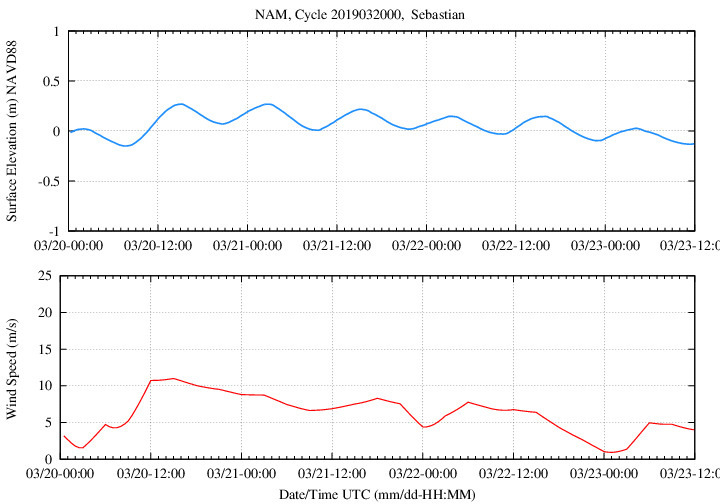 NAM, Cycle 2019032000,  Sebastian
Surface Elevation (m) NAVD88
1
0.5
0
-0.5
-1
03/20-00:00 03/20-12:00 03/21-00:00 03/21-12:00 03/22-00:00 03/22-12:00 03/23-00:00 03/23-12:0
Wind Speed (m/s)
25
20
15
10
5
0
03/20-00:00 03/20-12:00 03/21-00:00 03/21-12:00 03/22-00:00 03/22-12:00 03/23-00:00 03/23-12:0
Date/Time UTC (mm/dd-HH:MM)